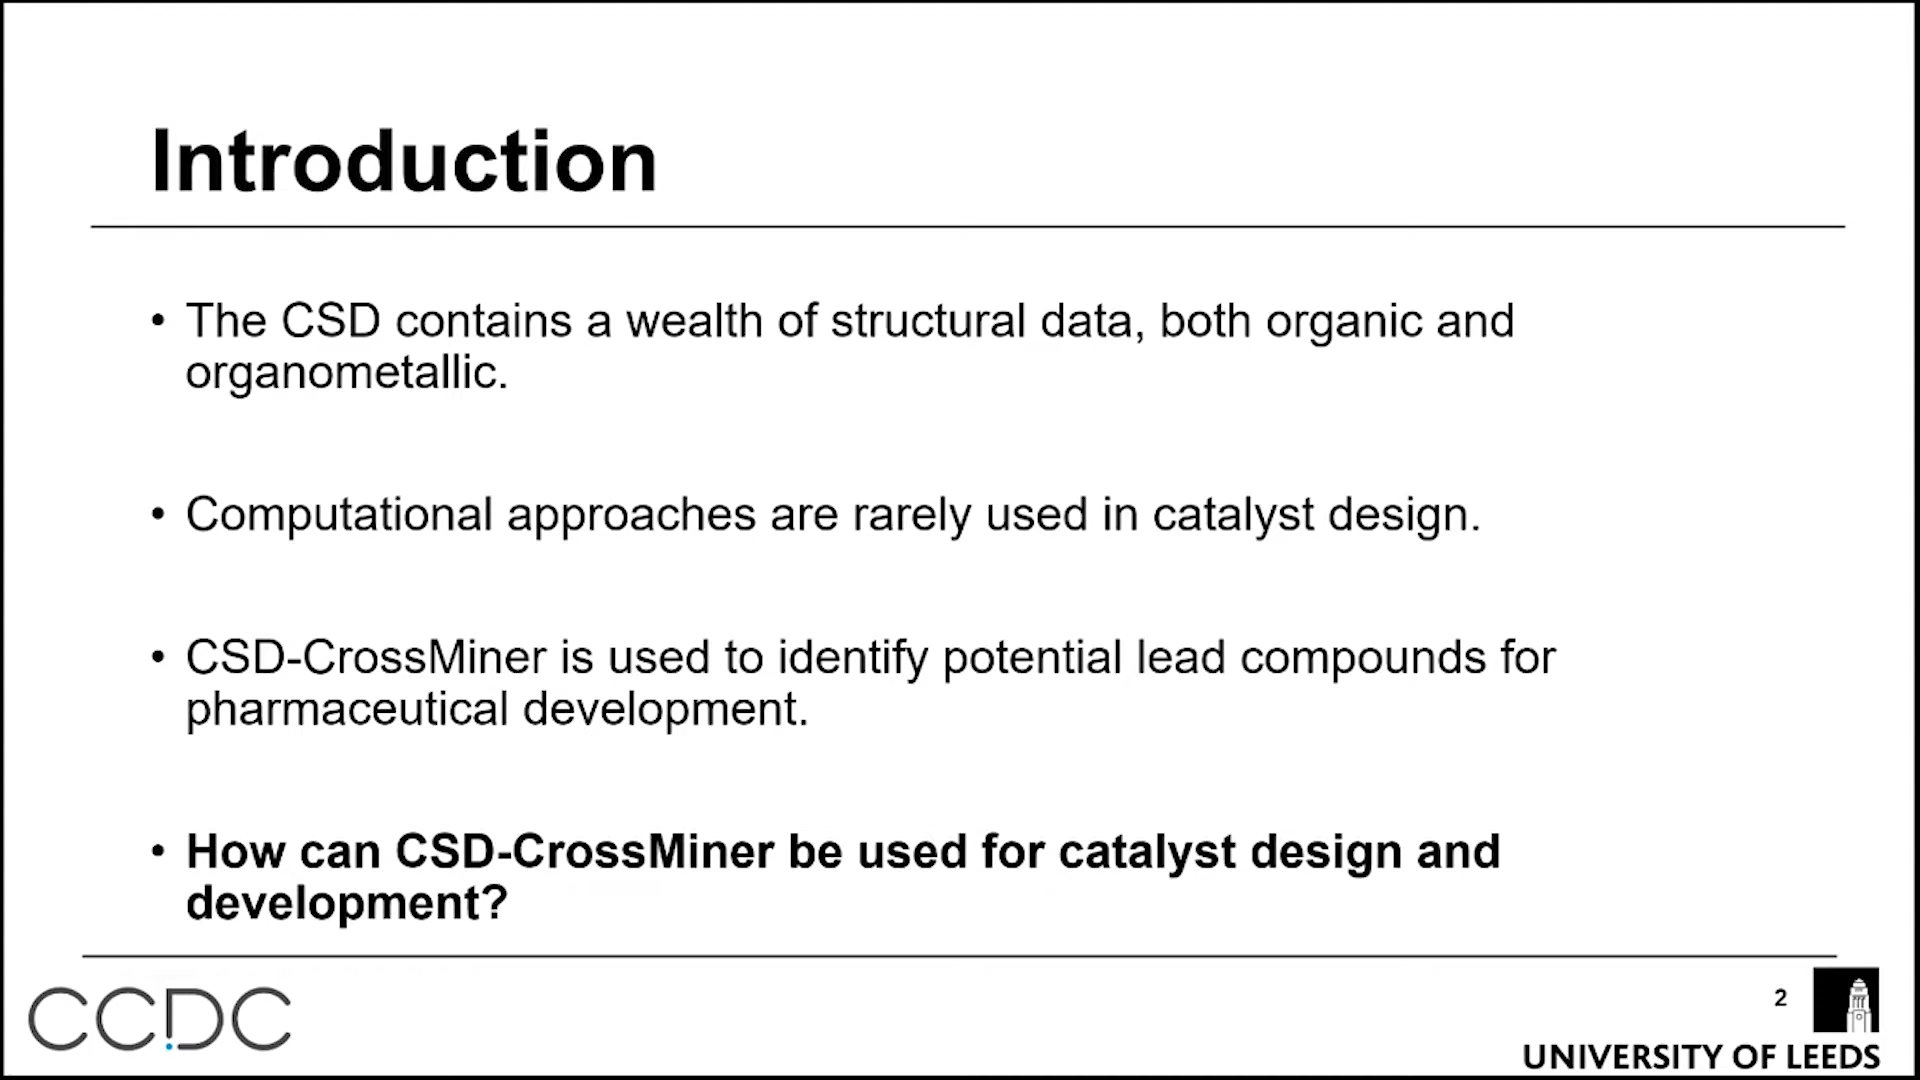 Introduction
• The CSD contains a wealth of structural data, both organic and
organometallic.
• Computational approaches are rarely used in catalyst design.
• CSD-CrossMiner is used to identify potential lead compounds for
pharmaceutical development.
• How can CSD-CrossMiner be used for catalyst design and
development?
CCDC
2
UNIVERSITY OF LEEDS